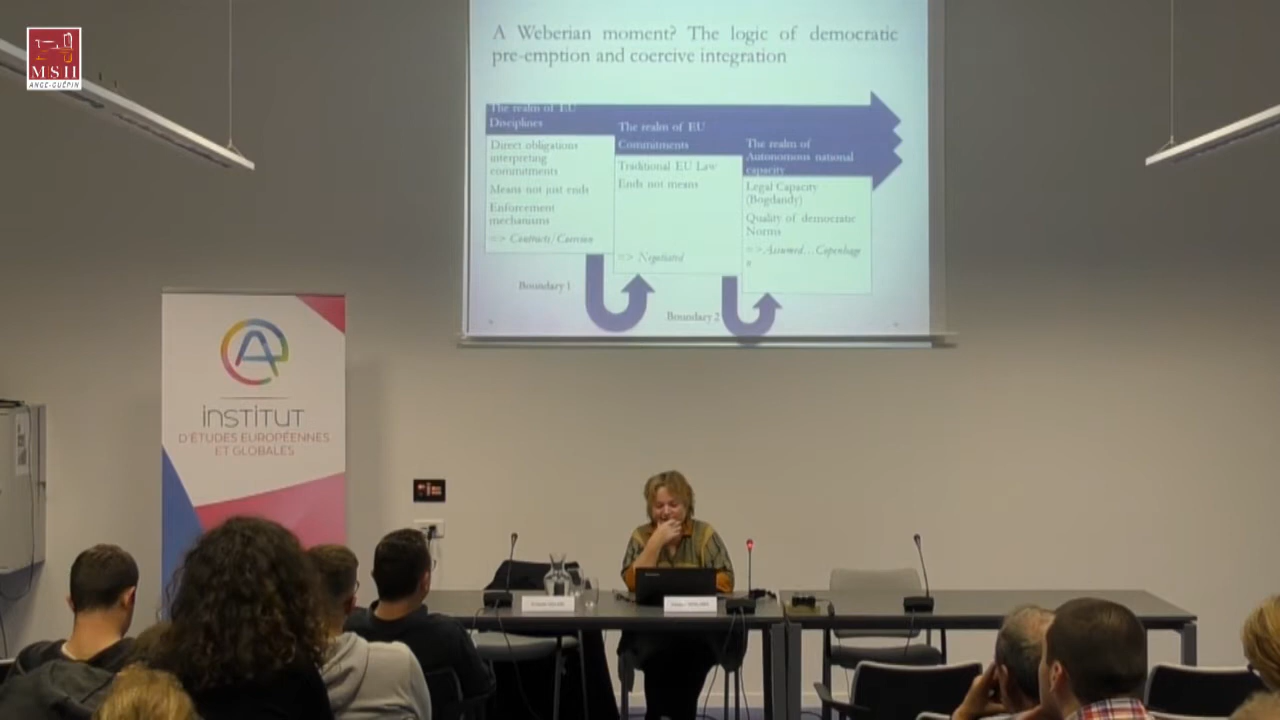 MSH
ANGE-GUÉPIN
A Weberian moment? The logic of democratic
pre-emption and coercive integration
The realm of EU
Disciplines
Direct obligations
interpreting
commitments
Means not just ends
Enforcement
mechanisms
=> Contracts/Coercion
The realm of EU
Commitments
Traditional EU Law
Ends not means
=> Negotiated
The realm of
Autonomous national
capacity
Legal Capacity
(Bogdandy)
Quality of democratic
Norms
=> Assumed…Copenhage
n
Boundary 1
Boundary 2
institut
D'ÉTUDES EUROPÉENNES
ET GLOBALES